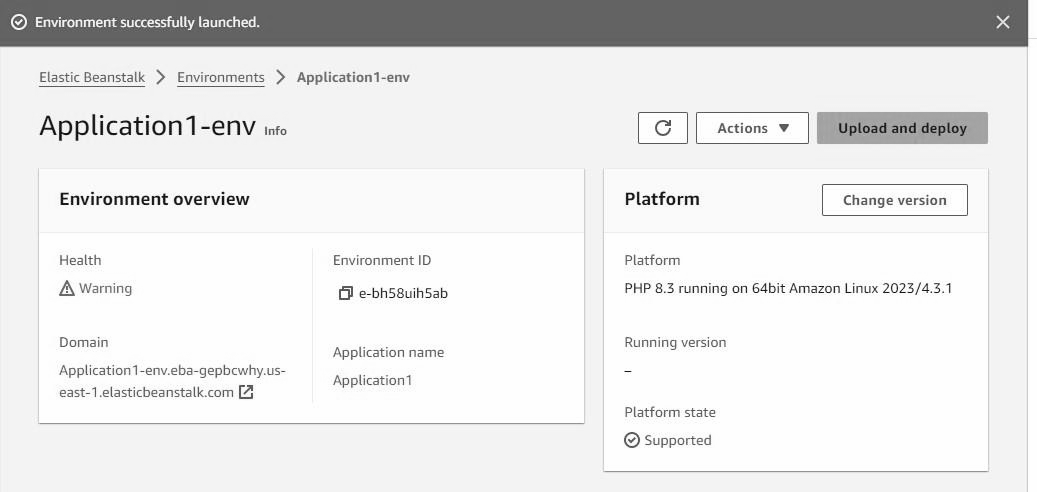 Environment successfully launched.
Elastic Beanstalk > Environments > Application1-env
Application1-env Info
Actions
Upload and deploy
Environment overview
Health
Warning
Domain
Application1-env.eba-gepbcwhy.us-
east-1.elasticbeanstalk.com
Environment ID
e-bh58uih5ab
Application name
Application1
Platform
Change version
Platform
PHP 8.3 running on 64bit Amazon Linux 2023/4.3.1
Running version
–
Platform state
Supported